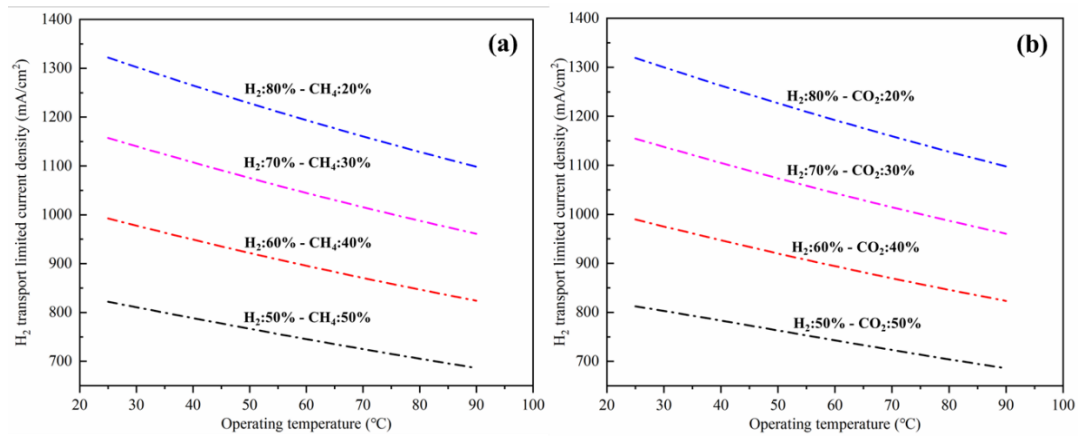 (a)
H₂ transport limited current density (mA/cm²)
1400
1300
1200
1100
1000
900
800
700
H₂:80% - CH₄:20%
H₂:70% - CH₄:30%
H₂:60% - CH₄:40%
H₂:50% - CH₄:50%
20 30 40 50 60 70 80 90 100
Operating temperature (℃)
(b)
H₂ transport limited current density (mA/cm²)
1400
1300
1200
1100
1000
900
800
700
H₂:80% - CO₂:20%
H₂:70% - CO₂:30%
H₂:60% - CO₂:40%
H₂:50% - CO₂:50%
20 30 40 50 60 70 80 90 100
Operating temperature (℃)